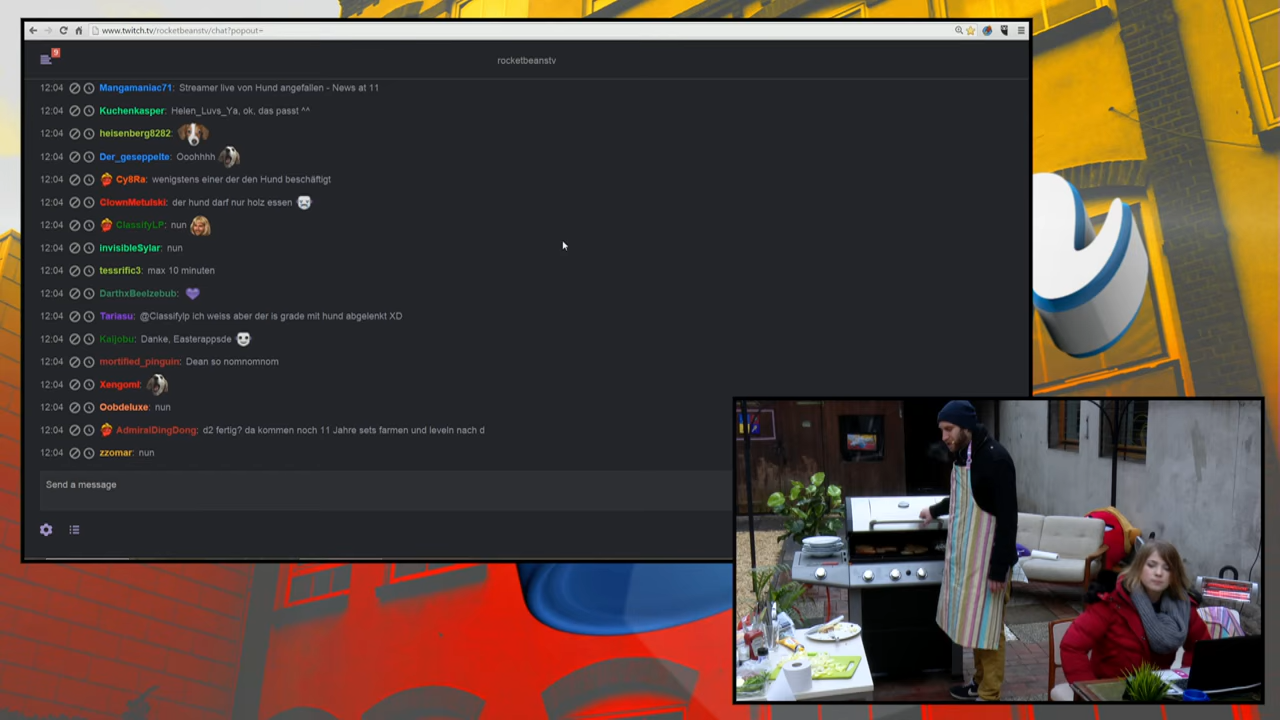 www.twitch.tv/rocketbeanstv/chat?popout=
9
rocketbeanstv
12:04 Mangamaniac71: Streamer live von Hund angefallen - News at 11
12:04 Kuchenkasper: Helen_Luvs_Ya, ok, das passt ^^
12:04 heisenberg8282:
12:04 Der_geseppelte: Ooohhhh
12:04 Cy8Ra: wenigstens einer der den Hund beschäftigt
12:04 ClownMetulski: der hund darf nur holz essen
12:04 ClassifyLP: nun
12:04 invisibleSylar: nun
12:04 tessrific3: max 10 minuten
12:04 DarthxBeelzebub:
12:04 Tariasu: @Classifylp ich weiss aber der is grade mit hund abgelenkt XD
12:04 Kaijobu: Danke, Easterappsde
12:04 mortified_pinguin: Dean so nomnomnom
12:04 Xengomi:
12:04 Oobdeluxe: nun
12:04 AdmiralDingDong: d2 fertig? da kommen noch 11 Jahre sets farmen und leveln nach d
12:04 zzomar: nun
Send a message